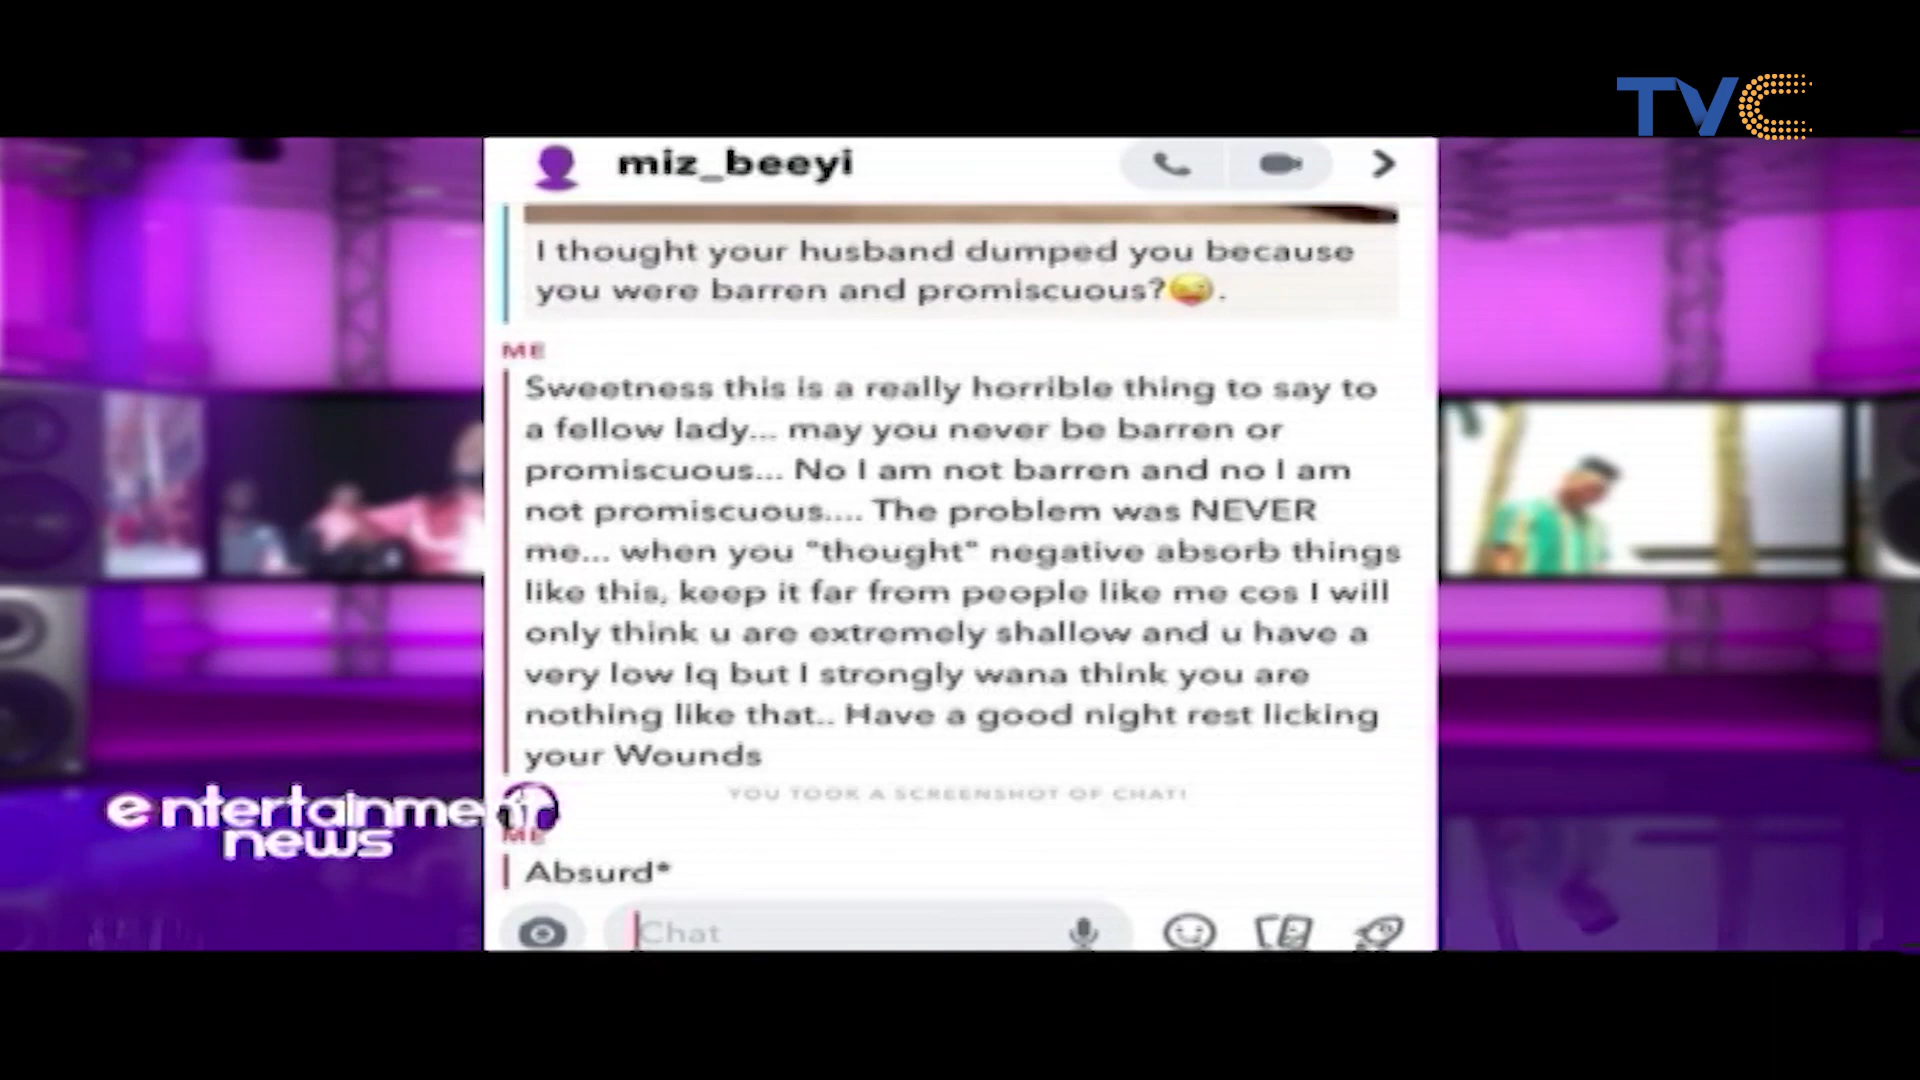 TVC
miz_beeyi
I thought your husband dumped you because
you were barren and promiscuous?😜.
ME
Sweetness this is a really horrible thing to say to
a fellow lady... may you never be barren or
promiscuous... No I am not barren and no I am
not promiscuous.... The problem was NEVER
me... when you "thought" negative absorb things
like this, keep it far from people like me cos I will
only think u are extremely shallow and u have a
very low Iq but I strongly wana think you are
nothing like that.. Have a good night rest licking
your Wounds
YOU TOOK A SCREENSHOT OF CHAT!
entertainment
news
ME
Absurd*
Chat